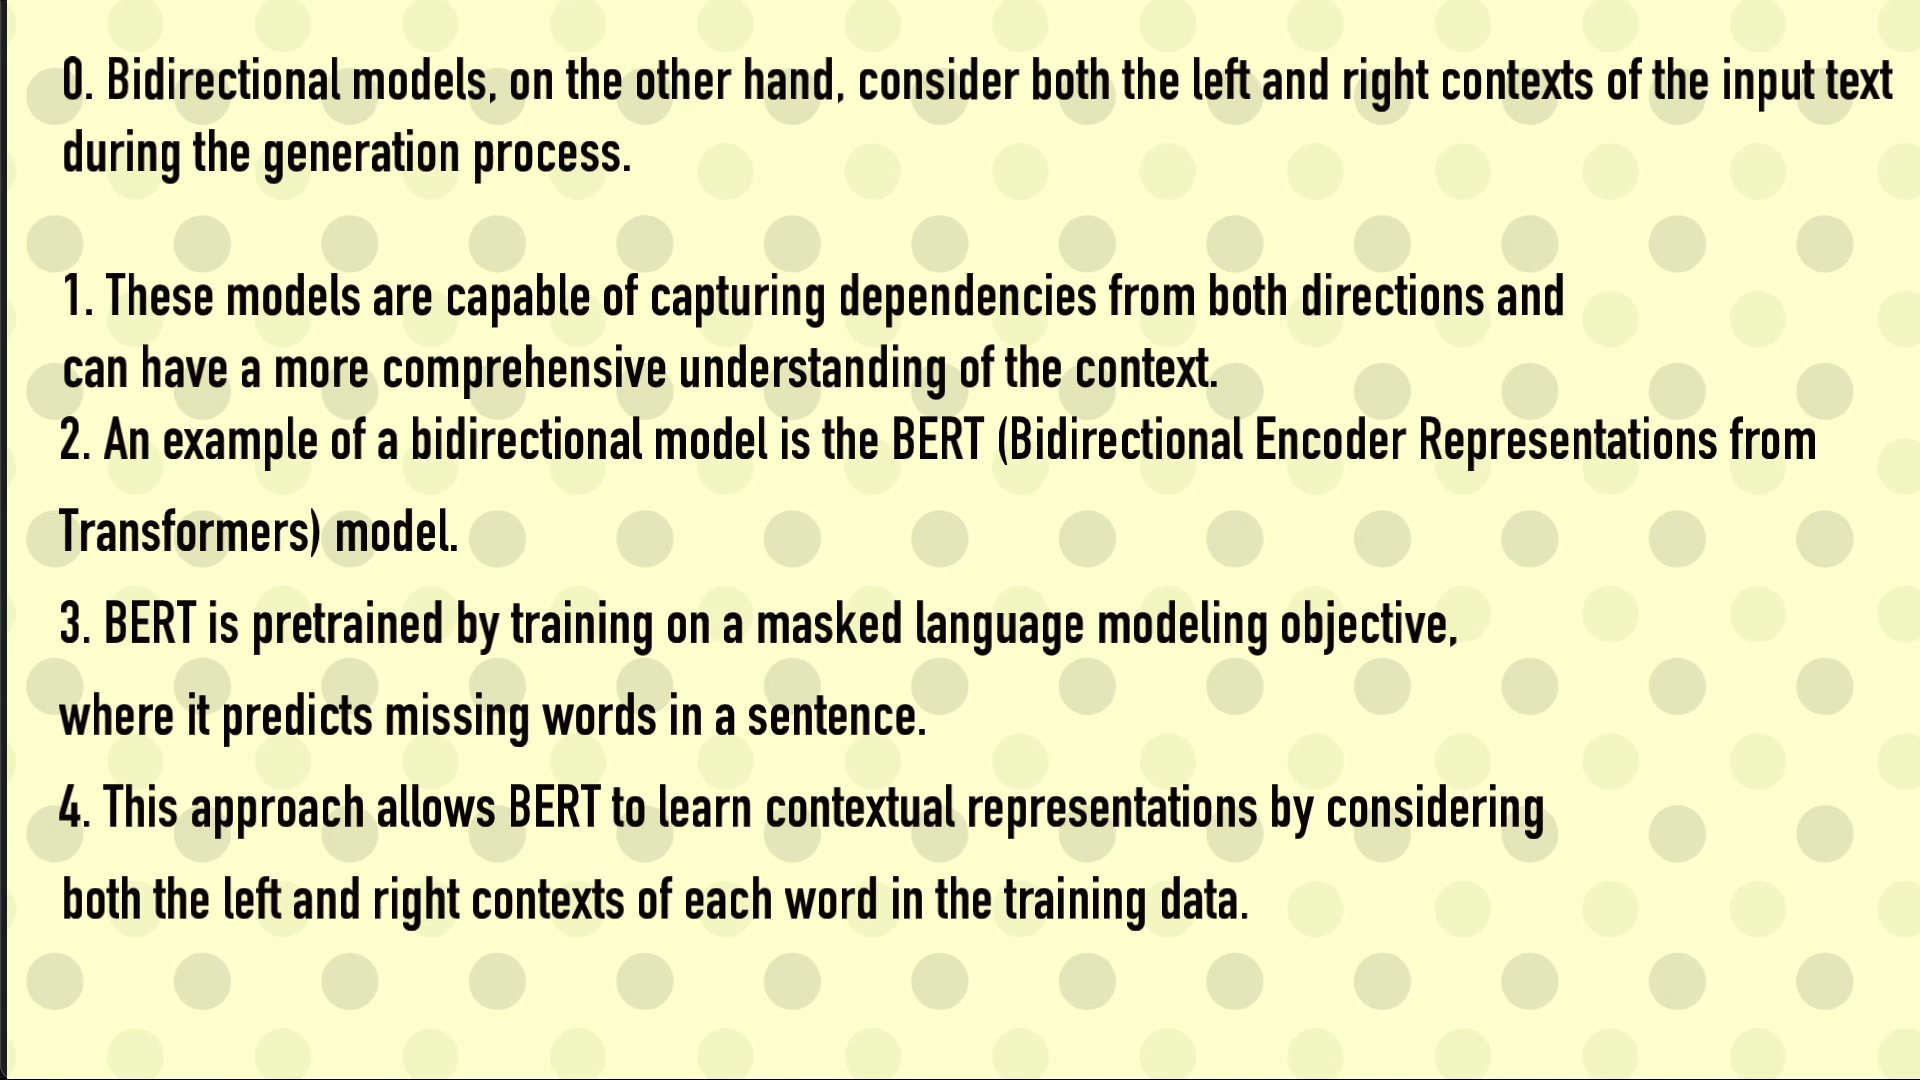 0. Bidirectional models, on the other hand, consider both the left and right contexts of the input text
during the generation process.
1. These models are capable of capturing dependencies from both directions and
can have a more comprehensive understanding of the context.
2. An example of a bidirectional model is the BERT (Bidirectional Encoder Representations from
Transformers) model.
3. BERT is pretrained by training on a masked language modeling objective,
where it predicts missing words in a sentence.
4. This approach allows BERT to learn contextual representations by considering
both the left and right contexts of each word in the training data.